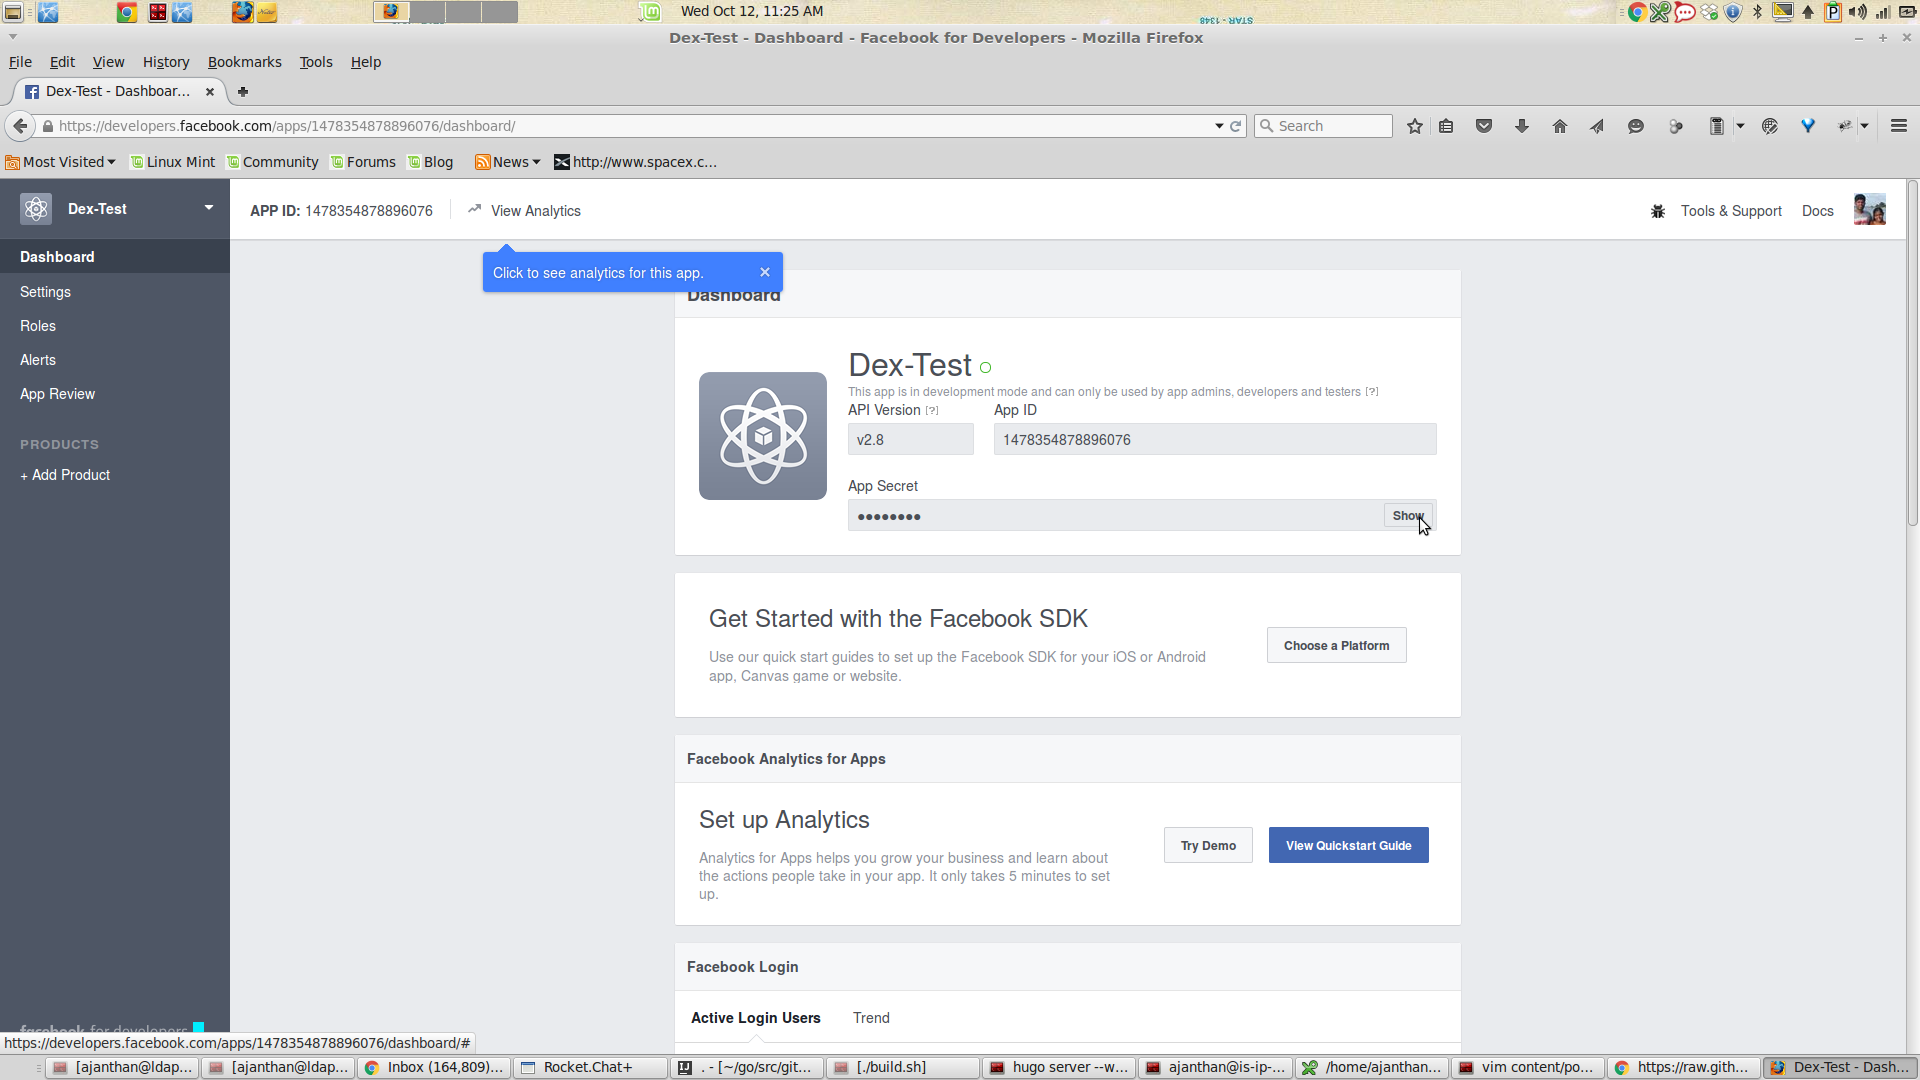 Wed Oct 12, 11:25 AM
Dex-Test - Dashboard - Facebook for Developers - Mozilla Firefox
File Edit View History Bookmarks Tools Help
Dex-Test - Dashboar...
https://developers.facebook.com/apps/1478354878896076/dashboard/
Search
Most Visited Linux Mint Community Forums Blog News http://www.spacex.c...
Dex-Test
APP ID: 1478354878896076 View Analytics
Tools & Support Docs
Click to see analytics for this app.
Dashboard
Settings
Roles
Alerts
App Review
PRODUCTS
+ Add Product
Dashboard
Dex-Test
This app is in development mode and can only be used by app admins, developers and testers [?]
API Version [?] App ID
v2.8 1478354878896076
App Secret
●●●●●●●● Show
Get Started with the Facebook SDK
Use our quick start guides to set up the Facebook SDK for your iOS or Android
app, Canvas game or website.
Choose a Platform
Facebook Analytics for Apps
Set up Analytics
Analytics for Apps helps you grow your business and learn about
the actions people take in your app. It only takes 5 minutes to set
up.
Try Demo View Quickstart Guide
Facebook Login
Active Login Users Trend
facebook for developers
https://developers.facebook.com/apps/1478354878896076/dashboard/#
[ajanthan@ldap... [ajanthan@ldap... Inbox (164,809)... Rocket.Chat+ . - [~/go/src/git... [./build.sh] hugo server --w... ajanthan@is-ip-... /home/ajanthan... vim content/po... https://raw.gith... Dex-Test - Dash...